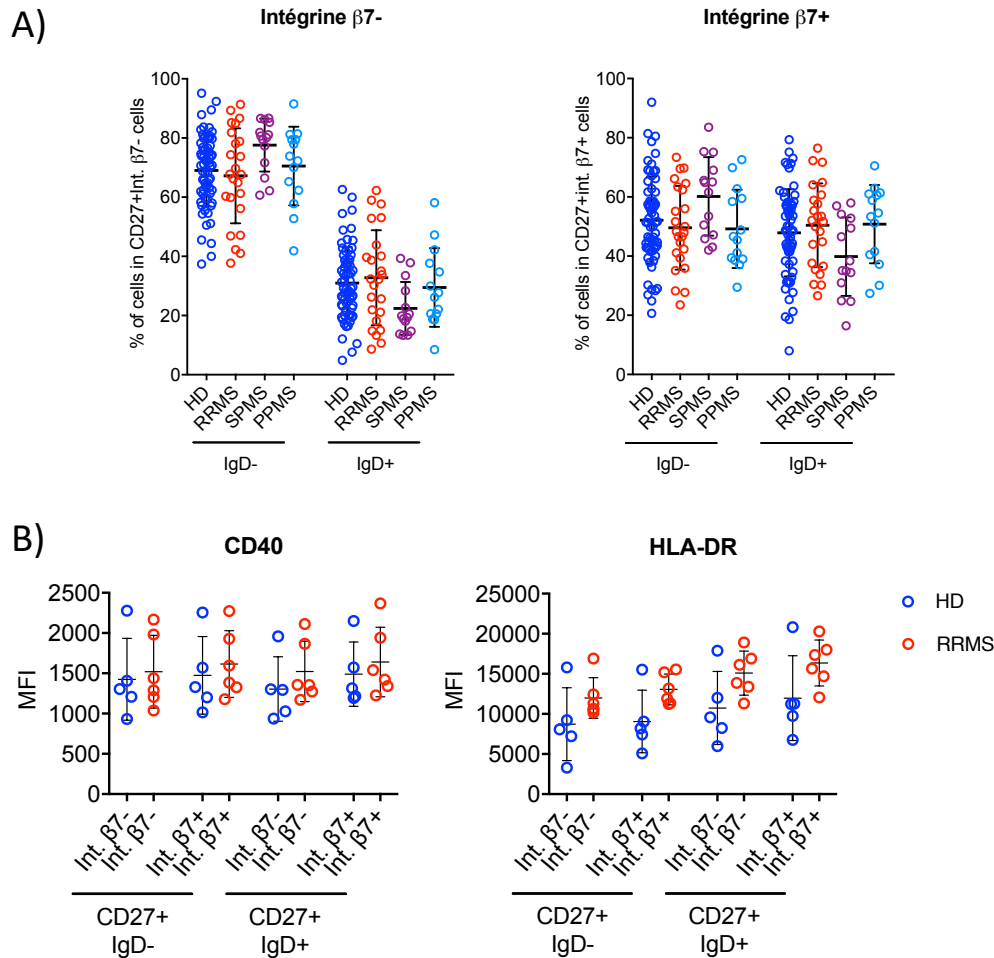 A)
Intégrine β7-
Intégrine β7+
% of cells in CD27+Int. β7- cells
100
80
60
40
20
0
HD
RRMS
SPMS
PPMS
HD
RRMS
SPMS
PPMS
IgD-
IgD+
% of cells in CD27+int. β7+ cells
100
80
60
40
20
0
HD
RRMS
SPMS
PPMS
HD
RRMS
SPMS
PPMS
IgD-
IgD+
B)
CD40
HLA-DR
MFI
2500
2000
1500
1000
500
0
Int. β7-
Int. β7-
Int. β7+
Int. β7+
Int. β7-
Int. β7-
Int. β7+
Int. β7+
CD27+
IgD-
CD27+
IgD+
MFI
25000
20000
15000
10000
5000
0
Int. β7-
Int. β7-
Int. β7+
Int. β7+
Int. β7-
Int. β7-
Int. β7+
Int. β7+
CD27+
IgD-
CD27+
IgD+
HD
RRMS